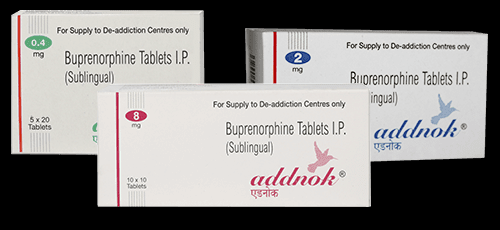 For Supply to De-addiction Centres only
0.4
mg
Buprenorphine Tablets I.P.
(Sublingual)
5 x 20
Tablets
For Supply to De-addiction Centres only
2
mg
Buprenorphine Tablets I.P.
addnok®
एडनोक
For Supply to De-addiction Centres only
8
mg
Buprenorphine Tablets I.P.
(Sublingual)
10 x 10
Tablets
addnok®
एडनोक